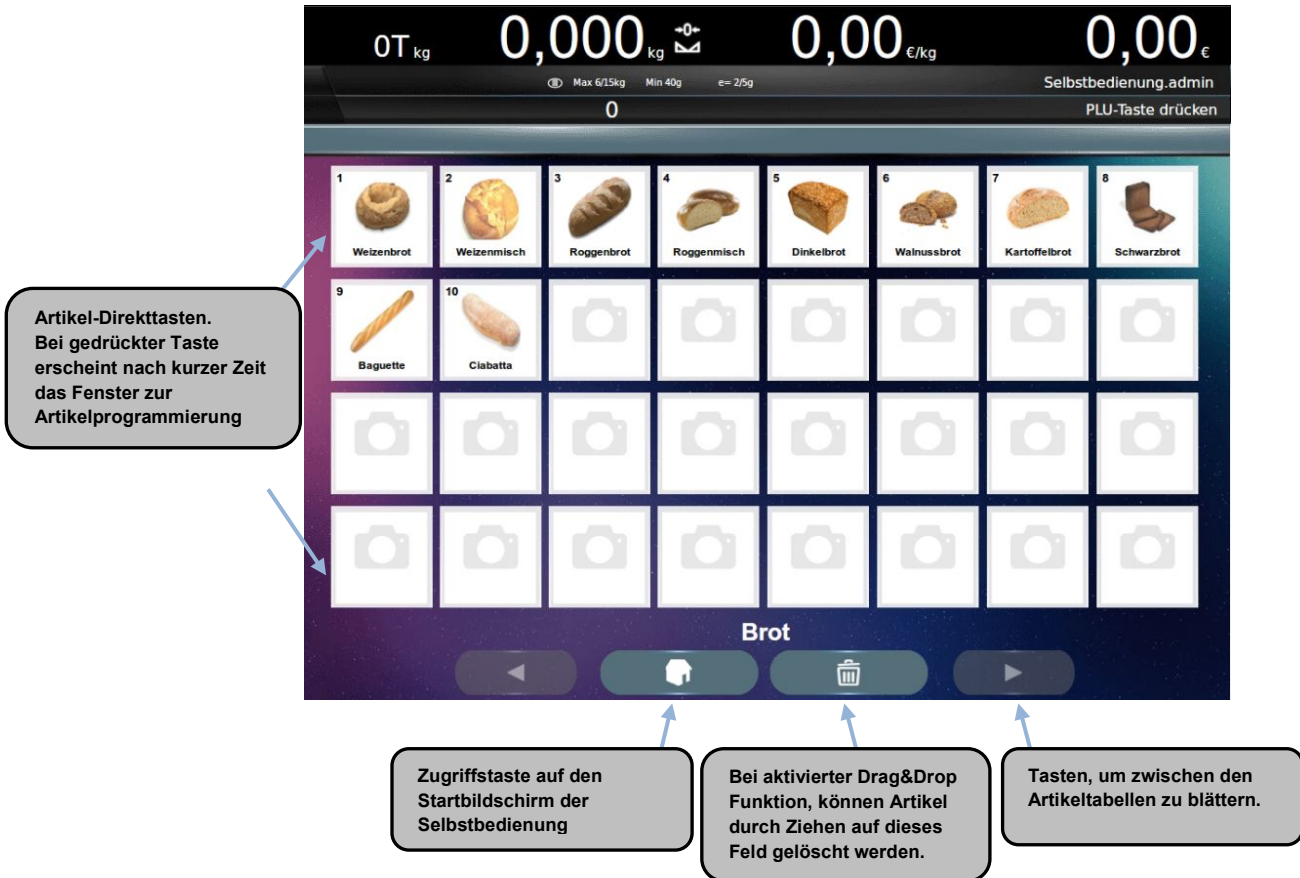 0T kg 0,000 kg →0← 0,00 €/kg 0,00 €
Max 6/15kg Min 40g e= 2/5g Selbstbedienung.admin
0 PLU-Taste drücken
1 2 3 4 5 6 7 8
Weizenbrot Weizenmisch Roggenbrot Roggenmisch Dinkelbrot Walnussbrot Kartoffelbrot Schwarzbrot
9 10
Baguette Ciabatta
Artikel-Direkttasten.
Bei gedrückter Taste
erscheint nach kurzer Zeit
das Fenster zur
Artikelprogrammierung
Brot
Zugriffstaste auf den
Startbildschirm der
Selbstbedienung
Bei aktivierter Drag&Drop
Funktion, können Artikel
durch Ziehen auf dieses
Feld gelöscht werden.
Tasten, um zwischen den
Artikeltabellen zu blättern.